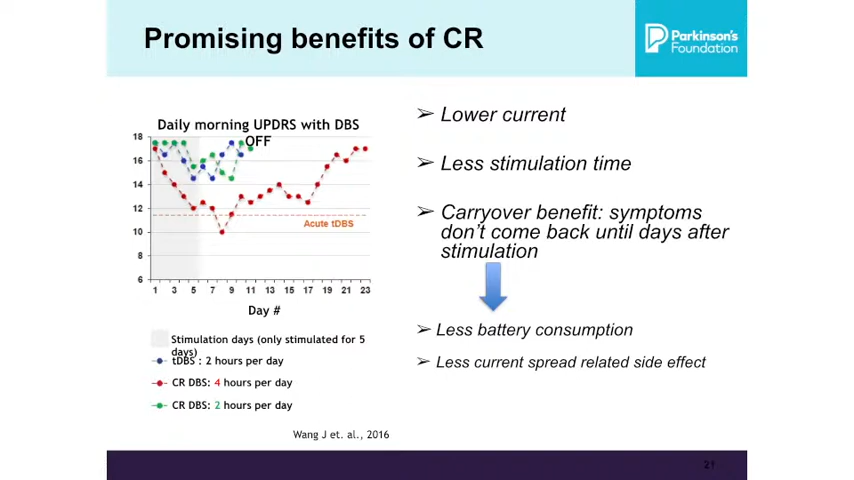 Promising benefits of CR
Parkinson's
Foundation
Daily morning UPDRS with DBS
OFF
18
16
14
12
10
8
6
Acute tDBS
1 3 5 7 9 11 13 15 17 19 21 23
Day #
Stimulation days (only stimulated for 5
days)
tDBS : 2 hours per day
CR DBS: 4 hours per day
CR DBS: 2 hours per day
Wang J et. al., 2016
➢ Lower current
➢ Less stimulation time
➢ Carryover benefit: symptoms
don't come back until days after
stimulation
➢ Less battery consumption
➢ Less current spread related side effect
21